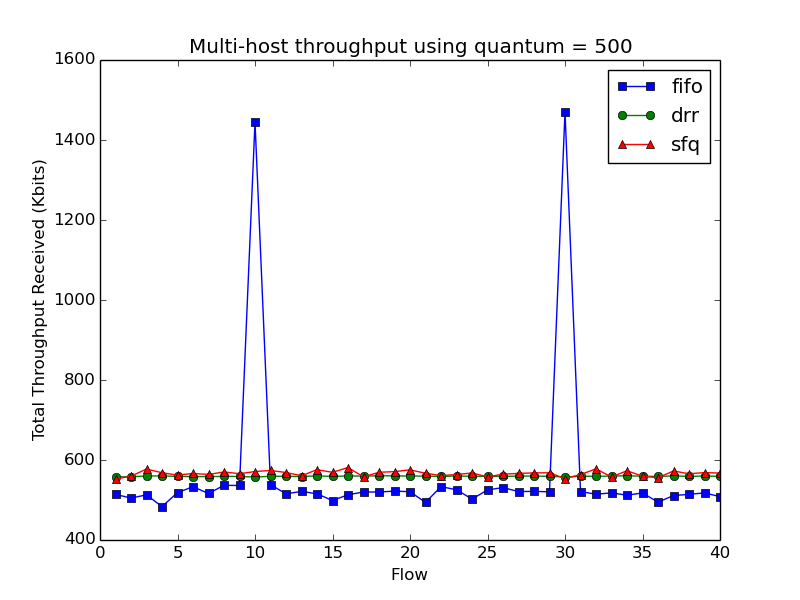 Multi-host throughput using quantum = 500
Total Throughput Received (Kbits)
1600
1400
1200
1000
800
600
400
fifo
drr
sfq
0 5 10 15 20 25 30 35 40
Flow